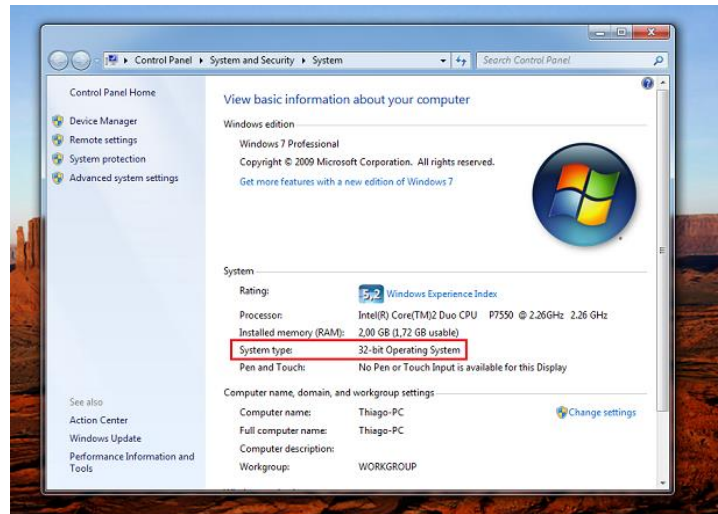 Control Panel ▸ System and Security ▸ System
Search Control Panel
Control Panel Home
Device Manager
Remote settings
System protection
Advanced system settings
See also
Action Center
Windows Update
Performance Information and
Tools
View basic information about your computer
Windows edition
Windows 7 Professional
Copyright © 2009 Microsoft Corporation. All rights reserved.
Get more features with a new edition of Windows 7
System
Rating: 5,2 Windows Experience Index
Processor: Intel(R) Core(TM)2 Duo CPU P7550 @ 2.26GHz 2.26 GHz
Installed memory (RAM): 2,00 GB (1,72 GB usable)
System type: 32-bit Operating System
Pen and Touch: No Pen or Touch Input is available for this Display
Computer name, domain, and workgroup settings
Computer name: Thiago-PC Change settings
Full computer name: Thiago-PC
Computer description:
Workgroup: WORKGROUP